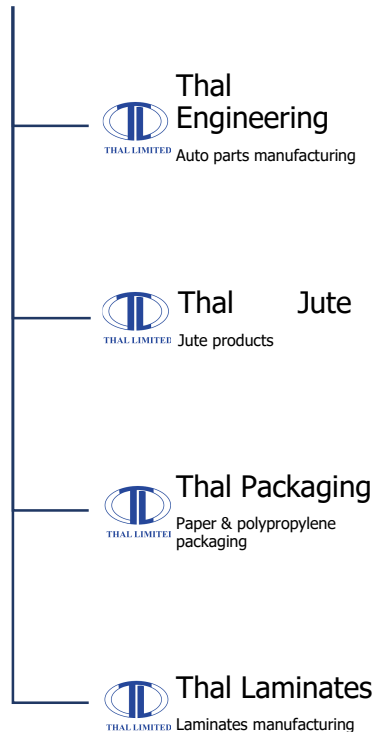 Thal
Engineering
THAL LIMITED
Auto parts manufacturing
Thal Jute
THAL LIMITED
Jute products
Thal Packaging
Paper & polypropylene
THAL LIMITE
packaging
Thal Laminates
THAL LIMITED
Laminates manufacturing